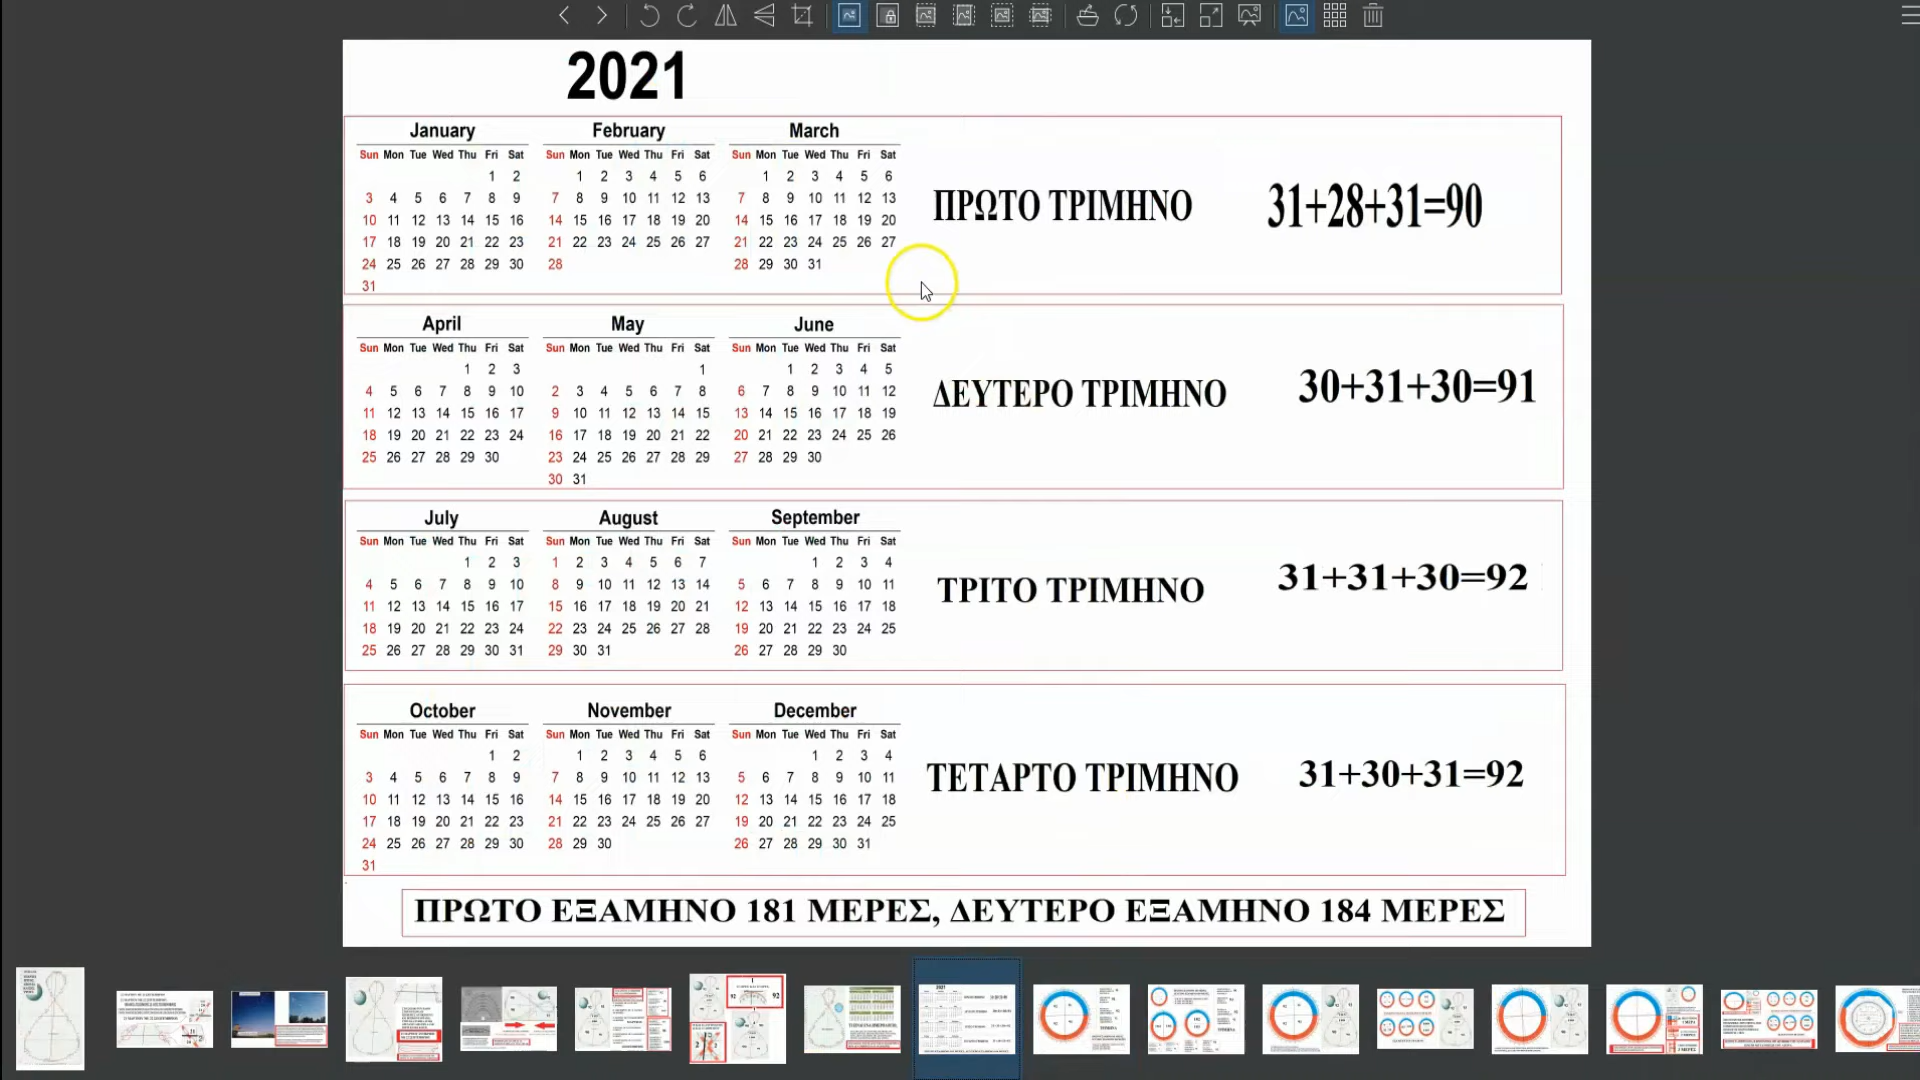 2021
January February March
Sun Mon Tue Wed Thu Fri Sat Sun Mon Tue Wed Thu Fri Sat Sun Mon Tue Wed Thu Fri Sat
1 2 1 2 3 4 5 6 1 2 3 4 5 6
3 4 5 6 7 8 9 7 8 9 10 11 12 13 7 8 9 10 11 12 13
ΠΡΩΤΟ ΤΡΙΜΗΝΟ 31+28+31=90
10 11 12 13 14 15 16 14 15 16 17 18 19 20 14 15 16 17 18 19 20
17 18 19 20 21 22 23 21 22 23 24 25 26 27 21 22 23 24 25 26 27
24 25 26 27 28 29 30 28 28 29 30 31
31
April May June
Sun Mon Tue Wed Thu Fri Sat Sun Mon Tue Wed Thu Fri Sat Sun Mon Tue Wed Thu Fri Sat
1 2 3 1 1 2 3 4 5
4 5 6 7 8 9 10 2 3 4 5 6 7 8 6 7 8 9 10 11 12
ΔΕΥΤΕΡΟ ΤΡΙΜΗΝΟ 30+31+30=91
11 12 13 14 15 16 17 9 10 11 12 13 14 15 13 14 15 16 17 18 19
18 19 20 21 22 23 24 16 17 18 19 20 21 22 20 21 22 23 24 25 26
25 26 27 28 29 30 23 24 25 26 27 28 29 27 28 29 30
30 31
July August September
Sun Mon Tue Wed Thu Fri Sat Sun Mon Tue Wed Thu Fri Sat Sun Mon Tue Wed Thu Fri Sat
1 2 3 1 2 3 4 5 6 7 1 2 3 4
4 5 6 7 8 9 10 8 9 10 11 12 13 14 5 6 7 8 9 10 11
ΤΡΙΤΟ ΤΡΙΜΗΝΟ 31+31+30=92
11 12 13 14 15 16 17 15 16 17 18 19 20 21 12 13 14 15 16 17 18
18 19 20 21 22 23 24 22 23 24 25 26 27 28 19 20 21 22 23 24 25
25 26 27 28 29 30 31 29 30 31 26 27 28 29 30
October November December
Sun Mon Tue Wed Thu Fri Sat Sun Mon Tue Wed Thu Fri Sat Sun Mon Tue Wed Thu Fri Sat
1 2 1 2 3 4 5 6 1 2 3 4
3 4 5 6 7 8 9 7 8 9 10 11 12 13 5 6 7 8 9 10 11
ΤΕΤΑΡΤΟ ΤΡΙΜΗΝΟ 31+30+31=92
10 11 12 13 14 15 16 14 15 16 17 18 19 20 12 13 14 15 16 17 18
17 18 19 20 21 22 23 21 22 23 24 25 26 27 19 20 21 22 23 24 25
24 25 26 27 28 29 30 28 29 30 26 27 28 29 30 31
31
ΠΡΩΤΟ ΕΞΑΜΗΝΟ 181 ΜΕΡΕΣ, ΔΕΥΤΕΡΟ ΕΞΑΜΗΝΟ 184 ΜΕΡΕΣ